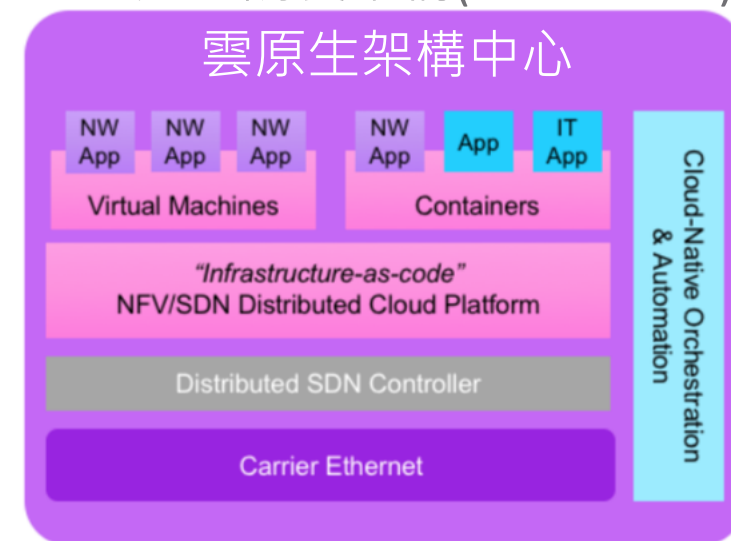 雲原生架構中心
NW
App
NW
App
NW
App
NW
App
App
IT
App
Virtual Machines
Containers
“Infrastructure-as-code”
NFV/SDN Distributed Cloud Platform
Distributed SDN Controller
Carrier Ethernet
Cloud-Native Orchestration
& Automation